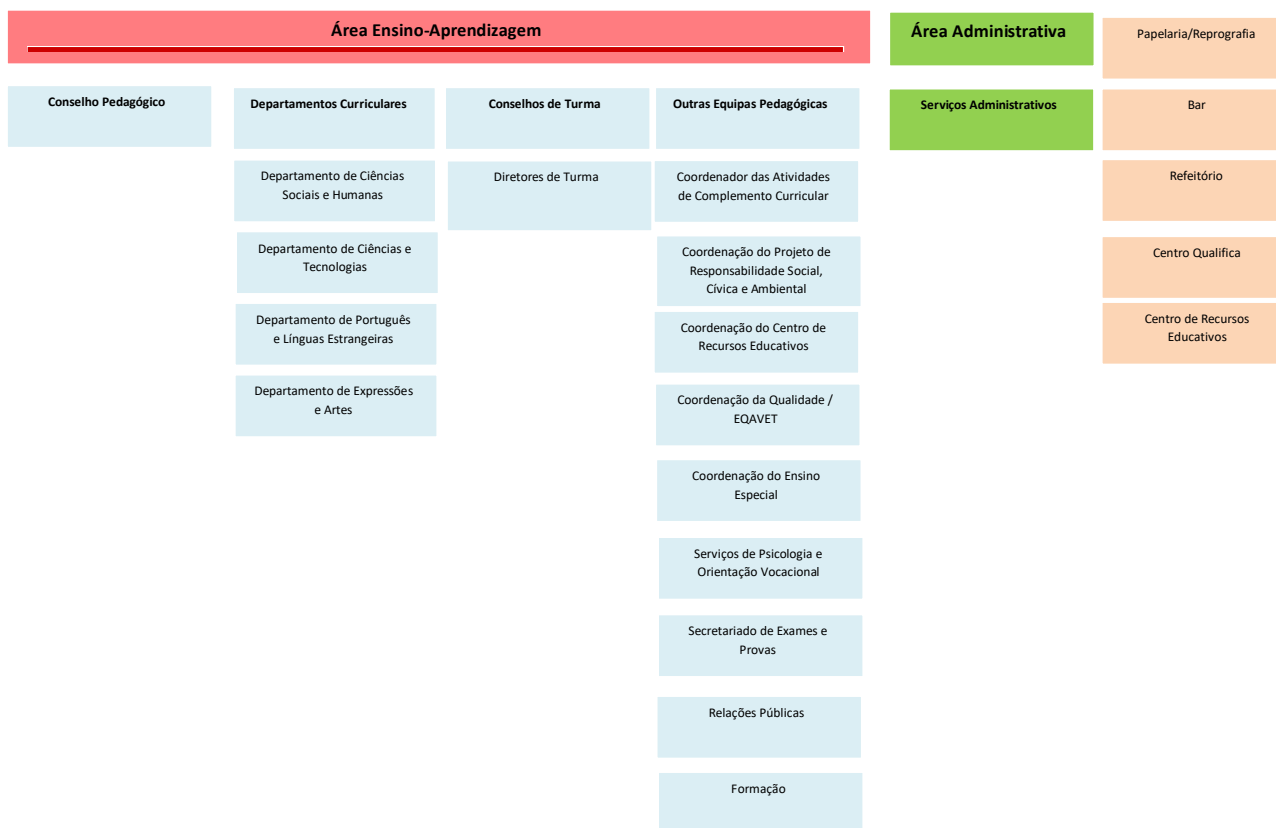 Área Ensino-Aprendizagem
Área Administrativa
Papelaria/Reprografia
Conselho Pedagógico
Departamentos Curriculares
Conselhos de Turma
Outras Equipas Pedagógicas
Serviços Administrativos
Bar
Departamento de Ciências
Sociais e Humanas
Diretores de Turma
Coordenador das Atividades
de Complemento Curricular
Refeitório
Departamento de Ciências e
Tecnologias
Coordenação do Projeto de
Responsabilidade Social,
Cívica e Ambiental
Centro Qualifica
Departamento de Português
e Línguas Estrangeiras
Coordenação do Centro de
Recursos Educativos
Centro de Recursos
Educativos
Departamento de Expressões
e Artes
Coordenação da Qualidade /
EQAVET
Coordenação do Ensino
Especial
Serviços de Psicologia e
Orientação Vocacional
Secretariado de Exames e
Provas
Relações Públicas
Formação